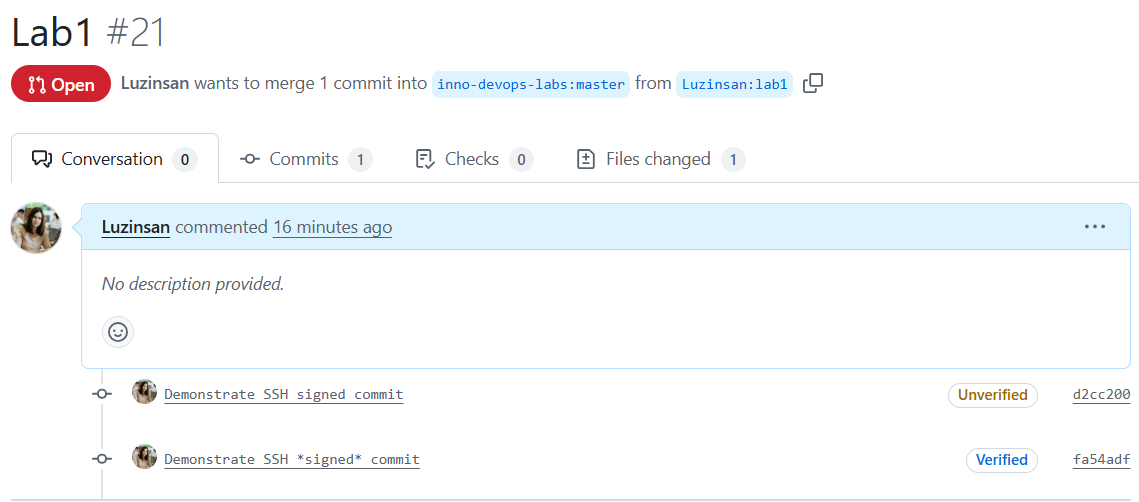 Lab1 #21
Open Luzinsan wants to merge 1 commit into inno-devops-labs:master from Luzinsan:lab1
Conversation 0 Commits 1 Checks 0 Files changed 1
Luzinsan commented 16 minutes ago
No description provided.
Demonstrate SSH signed commit Unverified d2cc200
Demonstrate SSH *signed* commit Verified fa54adf